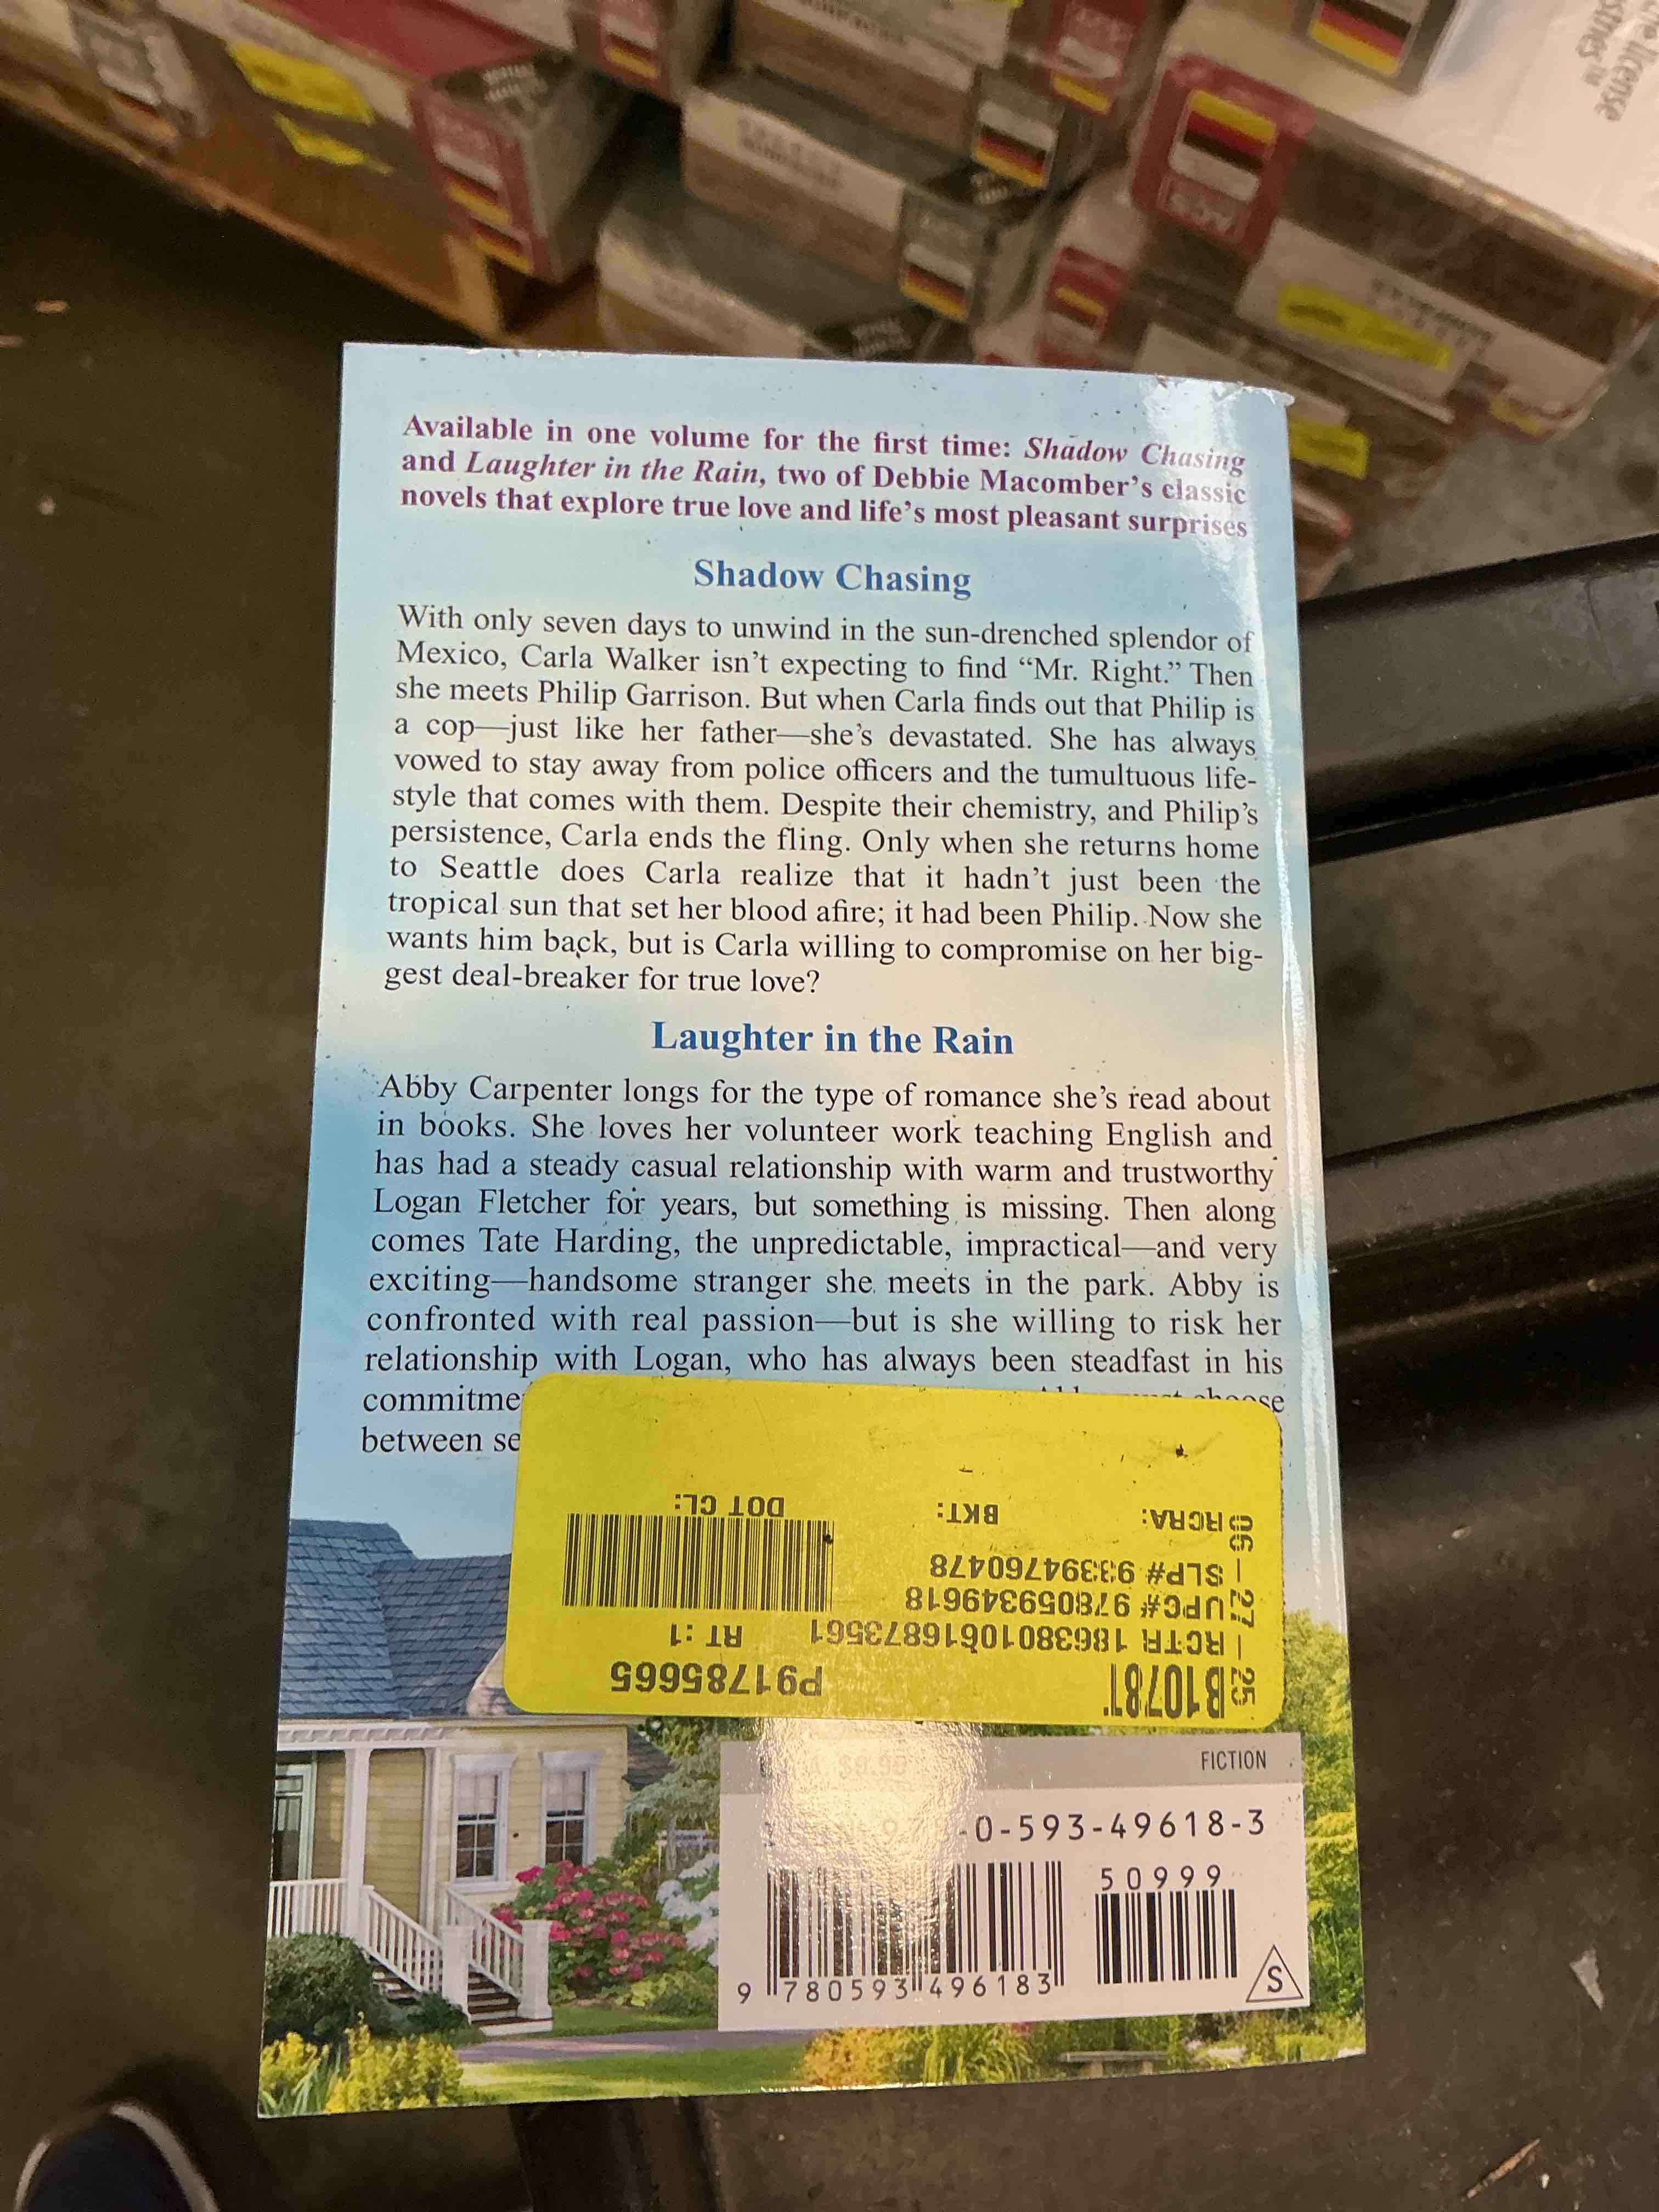 Available in one volume for the first time: Shadow Chasing
and Laughter in the Rain, two of Debbie Macomber's classic
novels that explore true love and life's most pleasant surprises
Shadow Chasing
With only seven days to unwind in the sun-drenched splendor of
Mexico, Carla Walker isn't expecting to find “Mr. Right.” Then
she meets Philip Garrison. But when Carla finds out that Philip is
a cop—just like her father—she's devastated. She has always
vowed to stay away from police officers and the tumultuous life-
style that comes with them. Despite their chemistry, and Philip's
persistence, Carla ends the fling. Only when she returns home
to Seattle does Carla realize that it hadn't just been the
tropical sun that set her blood afire; it had been Philip. Now she
wants him back, but is Carla willing to compromise on her big-
gest deal-breaker for true love?
Laughter in the Rain
Abby Carpenter longs for the type of romance she's read about
in books. She loves her volunteer work teaching English and
has had a steady casual relationship with warm and trustworthy
Logan Fletcher for years, but something is missing. Then along
comes Tate Harding, the unpredictable, impractical—and very
exciting—handsome stranger she meets in the park. Abby is
confronted with real passion—but is she willing to risk her
relationship with Logan, who has always been steadfast in his
choose
between
B10781 P91785665
RCTR 18638010616873561 RT: 1
UPC# 9780593496183
SLP# 93394760478
RCRA: BKT: DOT CL:
$9.99 FICTION
0-593-49618-3
50999
9 780593 496183
S
license